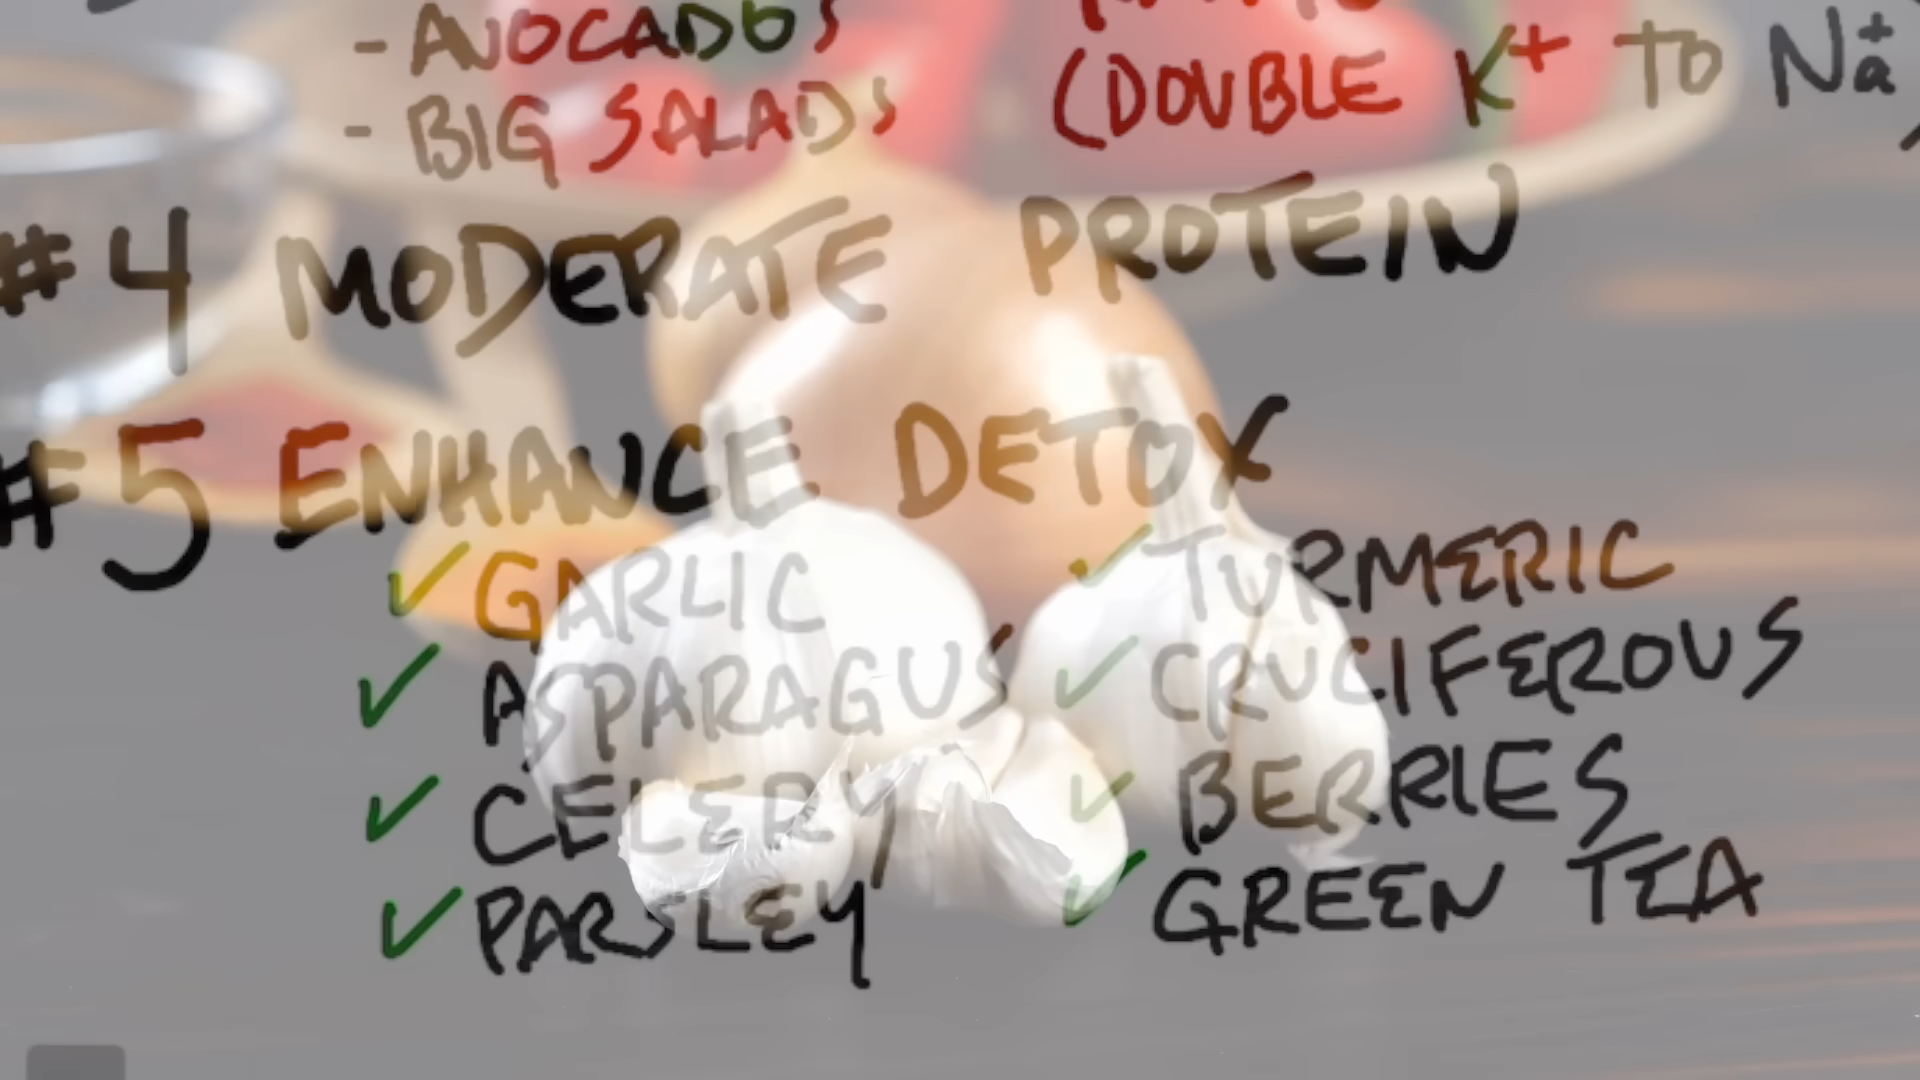 - AVOCADOS
- BIG SALADS
(DOUBLE K+ TO Na+)
#4 MODERATE PROTEIN
#5 ENHANCE DETOX
✓ GARLIC ✓ TURMERIC
✓ ASPARAGUS ✓ CRUCIFEROUS
✓ CELERY ✓ BERRIES
✓ PARSLEY ✓ GREEN TEA